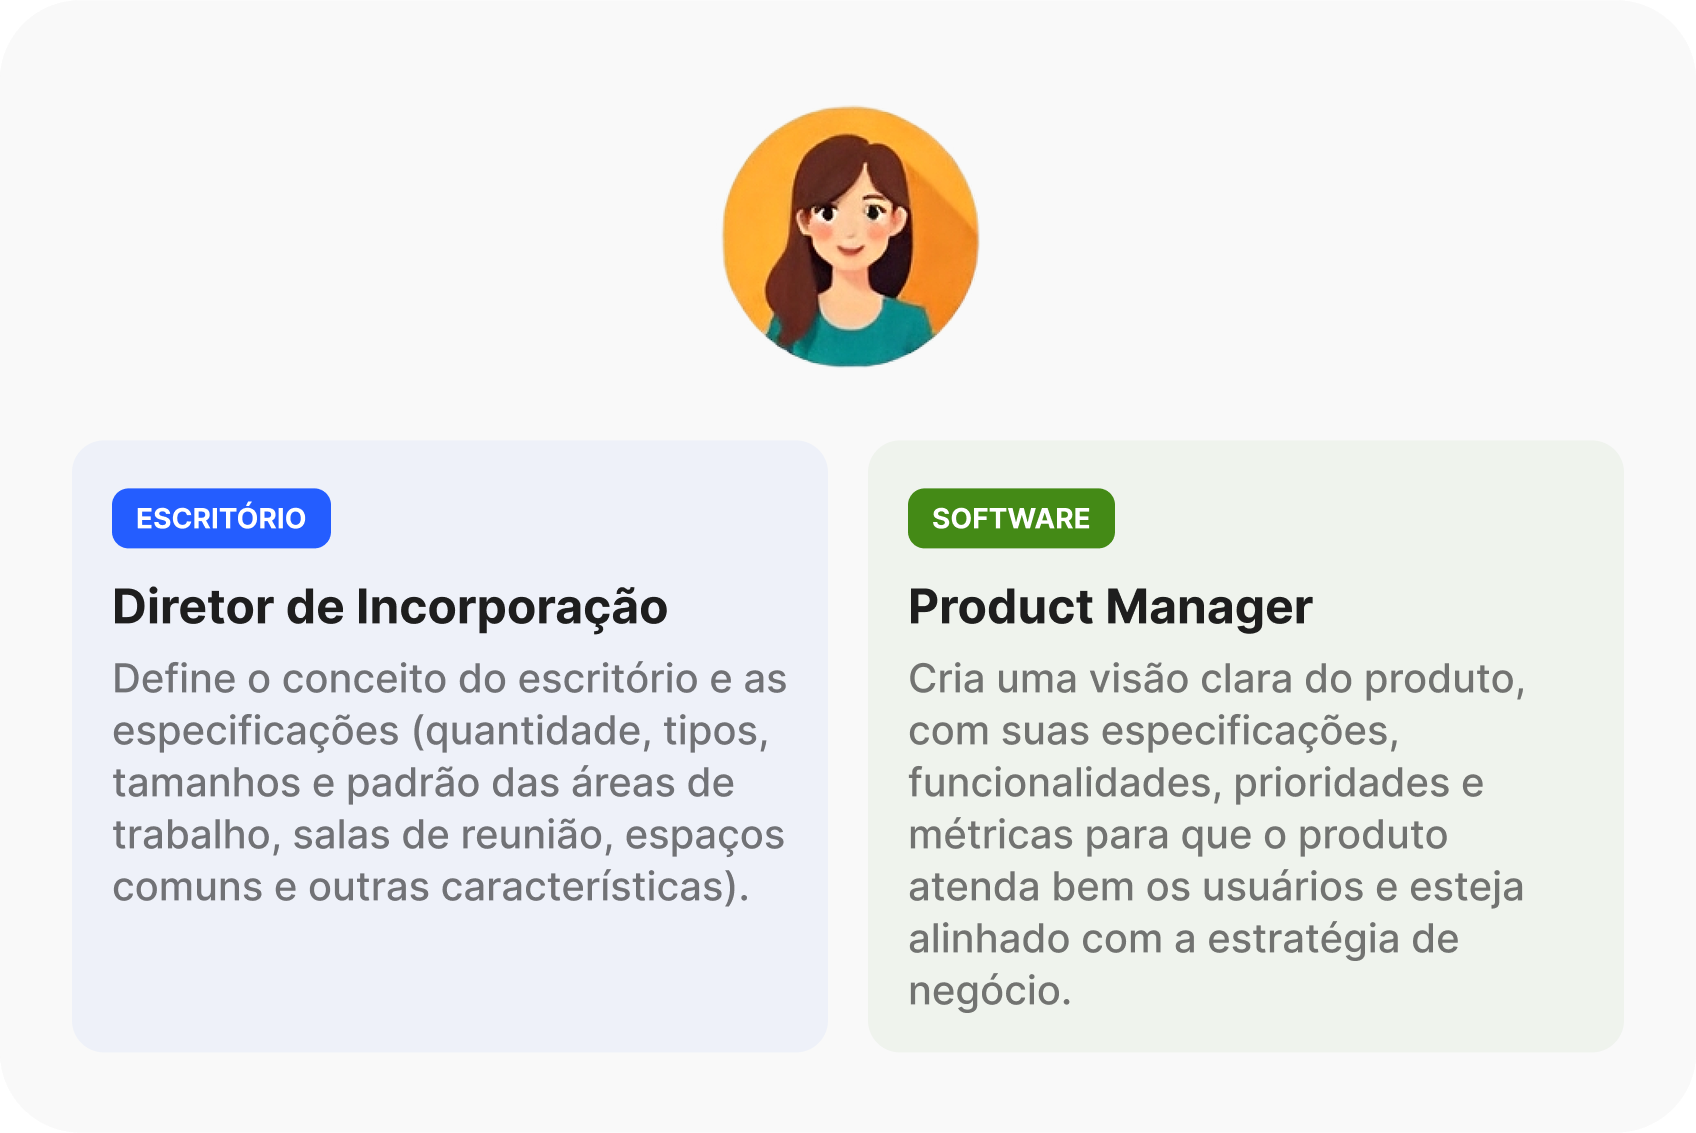 ESCRITÓRIO
Diretor de Incorporação
Define o conceito do escritório e as
especificações (quantidade, tipos,
tamanhos e padrão das áreas de
trabalho, salas de reunião, espaços
comuns e outras características).
SOFTWARE
Product Manager
Cria uma visão clara do produto,
com suas especificações,
funcionalidades, prioridades e
métricas para que o produto
atenda bem os usuários e esteja
alinhado com a estratégia de
negócio.